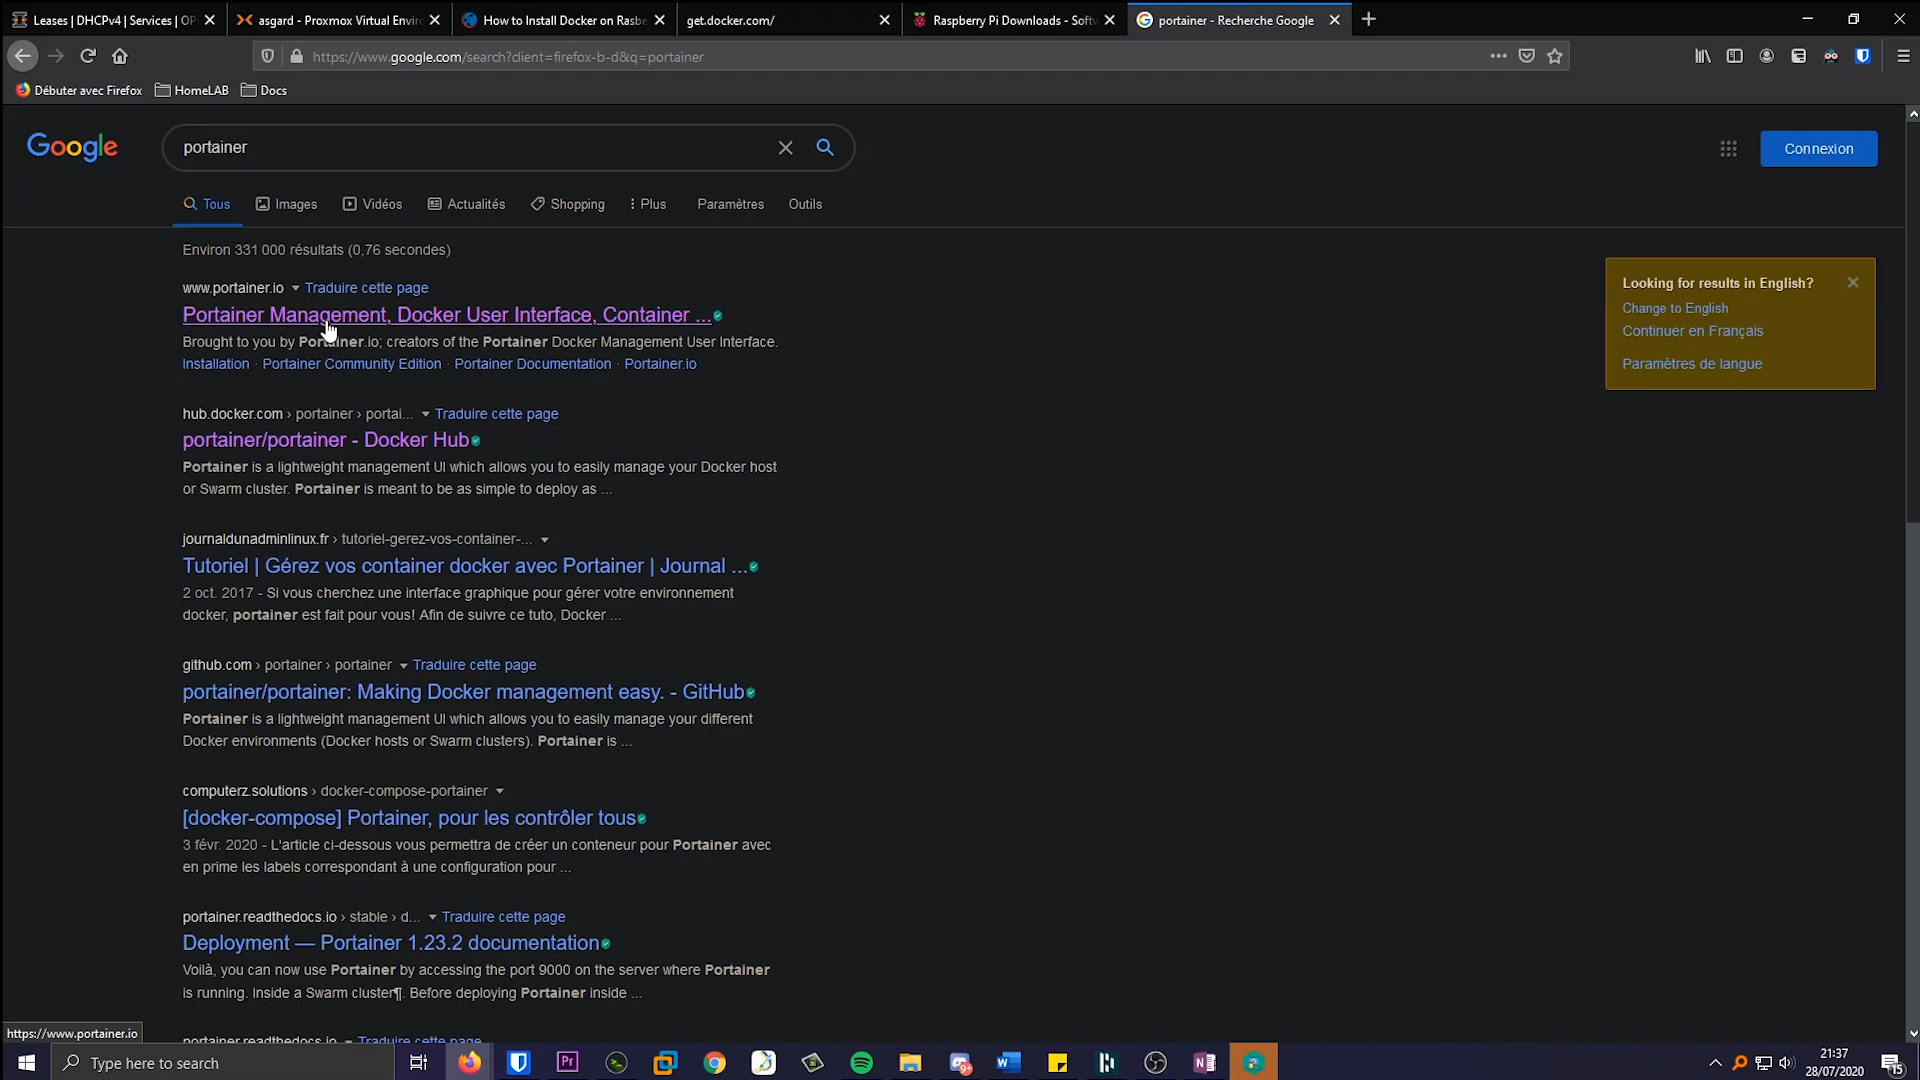 Leases | DHCPv4 | Services | OP
asgard - Proxmox Virtual Enviro
How to Install Docker on Raspbe
get.docker.com/
Raspberry Pi Downloads - Softw
portainer - Recherche Google
https://www.google.com/search?client=firefox-b-d&q=portainer
Débuter avec Firefox
HomeLAB
Docs
Google
portainer
Connexion
Tous
Images
Vidéos
Actualités
Shopping
Plus
Paramètres
Outils
Environ 331 000 résultats (0,76 secondes)
www.portainer.io
Traduire cette page
Portainer Management, Docker User Interface, Container ...
Brought to you by Portainer.io; creators of the Portainer Docker Management User Interface.
Installation · Portainer Community Edition · Portainer Documentation · Portainer.io
Looking for results in English?
Change to English
Continuer en Français
Paramètres de langue
hub.docker.com › portainer › portai...
Traduire cette page
portainer/portainer - Docker Hub
Portainer is a lightweight management UI which allows you to easily manage your Docker host
or Swarm cluster. Portainer is meant to be as simple to deploy as ...
journaldunadminlinux.fr › tutoriel-gerez-vos-container-...
Tutoriel | Gérez vos container docker avec Portainer | Journal ...
2 oct. 2017 - Si vous cherchez une interface graphique pour gérer votre environnement
docker, portainer est fait pour vous! Afin de suivre ce tuto, Docker ...
github.com › portainer › portainer
Traduire cette page
portainer/portainer: Making Docker management easy. - GitHub
Portainer is a lightweight management UI which allows you to easily manage your different
Docker environments (Docker hosts or Swarm clusters). Portainer is ...
computerz.solutions › docker-compose-portainer
[docker-compose] Portainer, pour les contrôler tous
3 févr. 2020 - L'article ci-dessous vous permettra de créer un conteneur pour Portainer avec
en prime les labels correspondant à une configuration pour ...
portainer.readthedocs.io › stable › d...
Traduire cette page
Deployment — Portainer 1.23.2 documentation
Voilà, you can now use Portainer by accessing the port 9000 on the server where Portainer
is running. Inside a Swarm cluster¶. Before deploying Portainer inside ...
https://www.portainer.io
portainer.readthedocs.io
Traduire cette page
Type here to search
21:37
28/07/2020
15